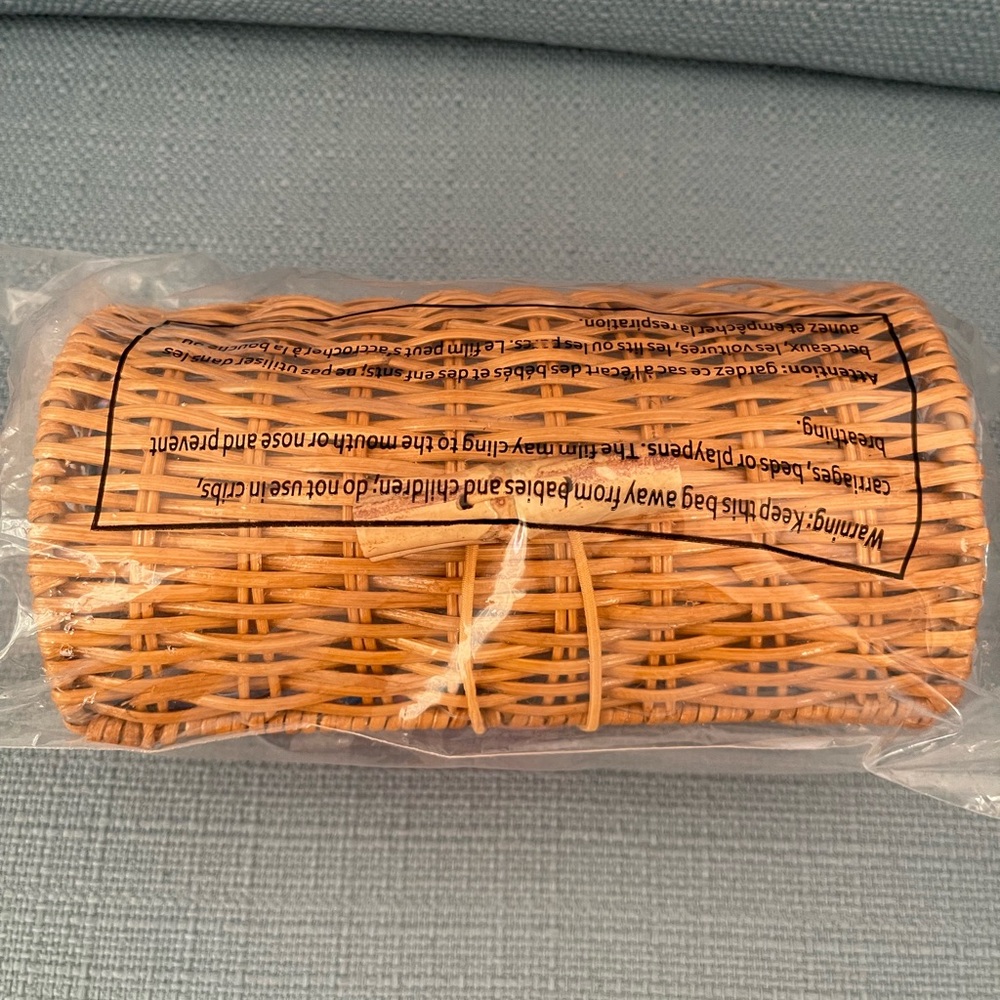 Warning: Keep this bag away from babies and children; do not use in cribs,
carriages, beds or playpens. The film may cling to the mouth or nose and prevent
breathing.
Attention: gardez ce sac à l'écart des bébés et des enfsnts; ne pas utiliser dans les
berceaux, les voitures, les lits ou les Le film peut s'accrocher à la bouche au
aunez et empêcher la respiration.